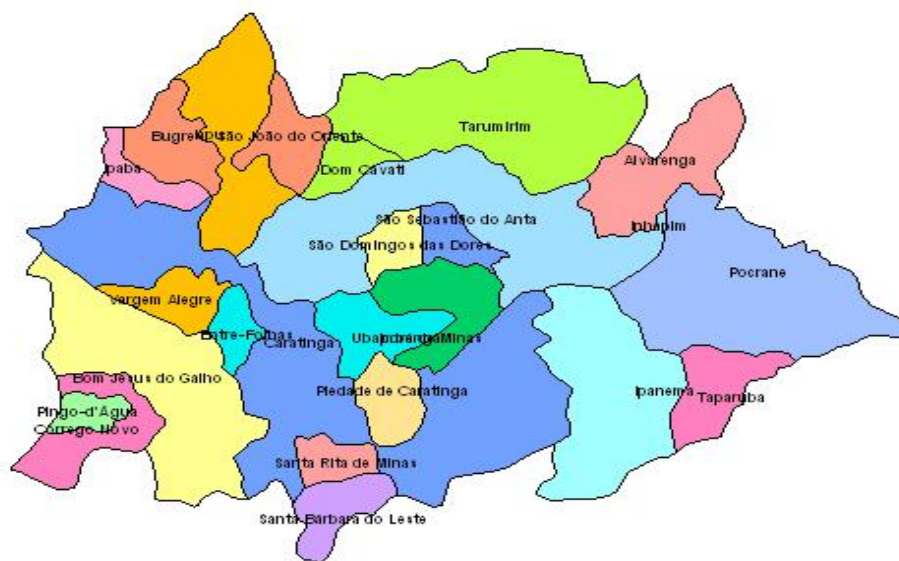 Tarumirim
Bugre
São João do Oriente
Alvarenga
Ipaba
Dom Cavati
São Sebastião do Anta
Inhapim
São Domingos das Dores
Pocrane
Vargem Alegre
Entre-Folhas
Caratinga
Bom Jesus do Galho
Piedade de Caratinga
Ipanema
Taparuba
Pingo-d'Água
Córrego Novo
Santa Rita de Minas
Santa Bárbara do Leste